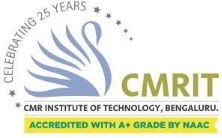 CELEBRATING 25 YEARS
CMRIT
CMR INSTITUTE OF TECHNOLOGY, BENGALURU.
ACCREDITED WITH A+ GRADE BY NAAC